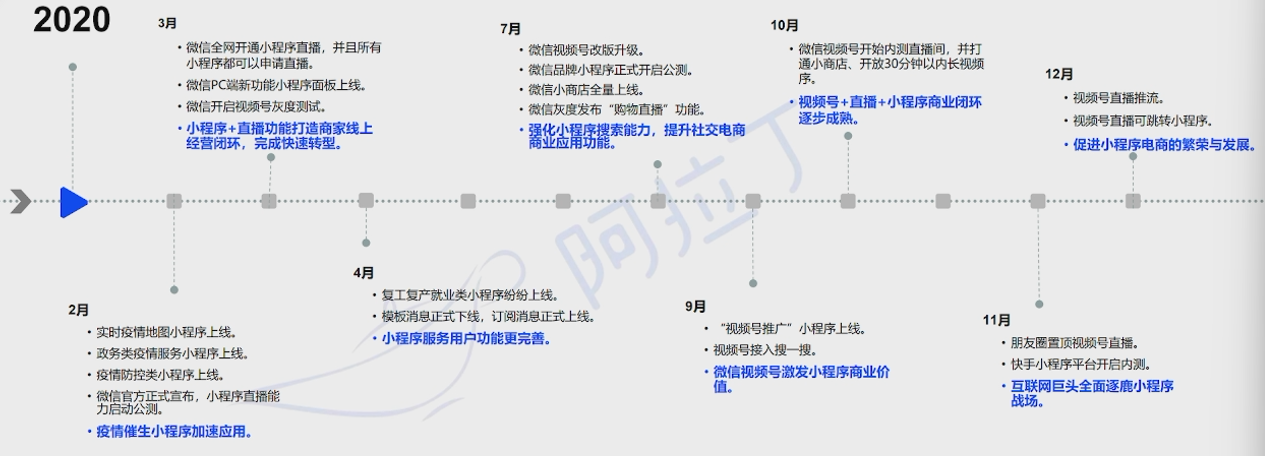 2020
2月
• 实时疫情地图小程序上线。
• 政务类疫情服务小程序上线。
• 疫情防控类小程序上线。
• 微信官方正式宣布，小程序直播能
力启动公测。
• 疫情催生小程序加速应用。
3月
• 微信全网开通小程序直播，并且所有
小程序都可以申请直播。
• 微信PC端新功能小程序面板上线。
• 微信开启视频号灰度测试。
• 小程序+直播功能打造商家线上
经营闭环，完成快速转型。
4月
• 复工复产就业类小程序纷纷上线。
• 模板消息正式下线，订阅消息正式上线。
• 小程序服务用户功能更完善。
7月
• 微信视频号改版升级。
• 微信品牌小程序正式开启公测。
• 微信小商店全量上线。
• 微信灰度发布“购物直播”功能。
• 强化小程序搜索能力，提升社交电商
商业应用功能。
9月
• “视频号推广”小程序上线。
• 视频号接入搜一搜。
• 微信视频号激发小程序商业价
值。
10月
• 微信视频号开始内测直播间，并打
通小商店、开放30分钟以内长视频
序。
• 视频号+直播+小程序商业闭环
逐步成熟。
11月
• 朋友圈置顶视频号直播。
• 快手小程序平台开启内测。
• 互联网巨头全面逐鹿小程序
战场。
12月
• 视频号直播推流。
• 视频号直播可跳转小程序。
• 促进小程序电商的繁荣与发展。
阿拉丁